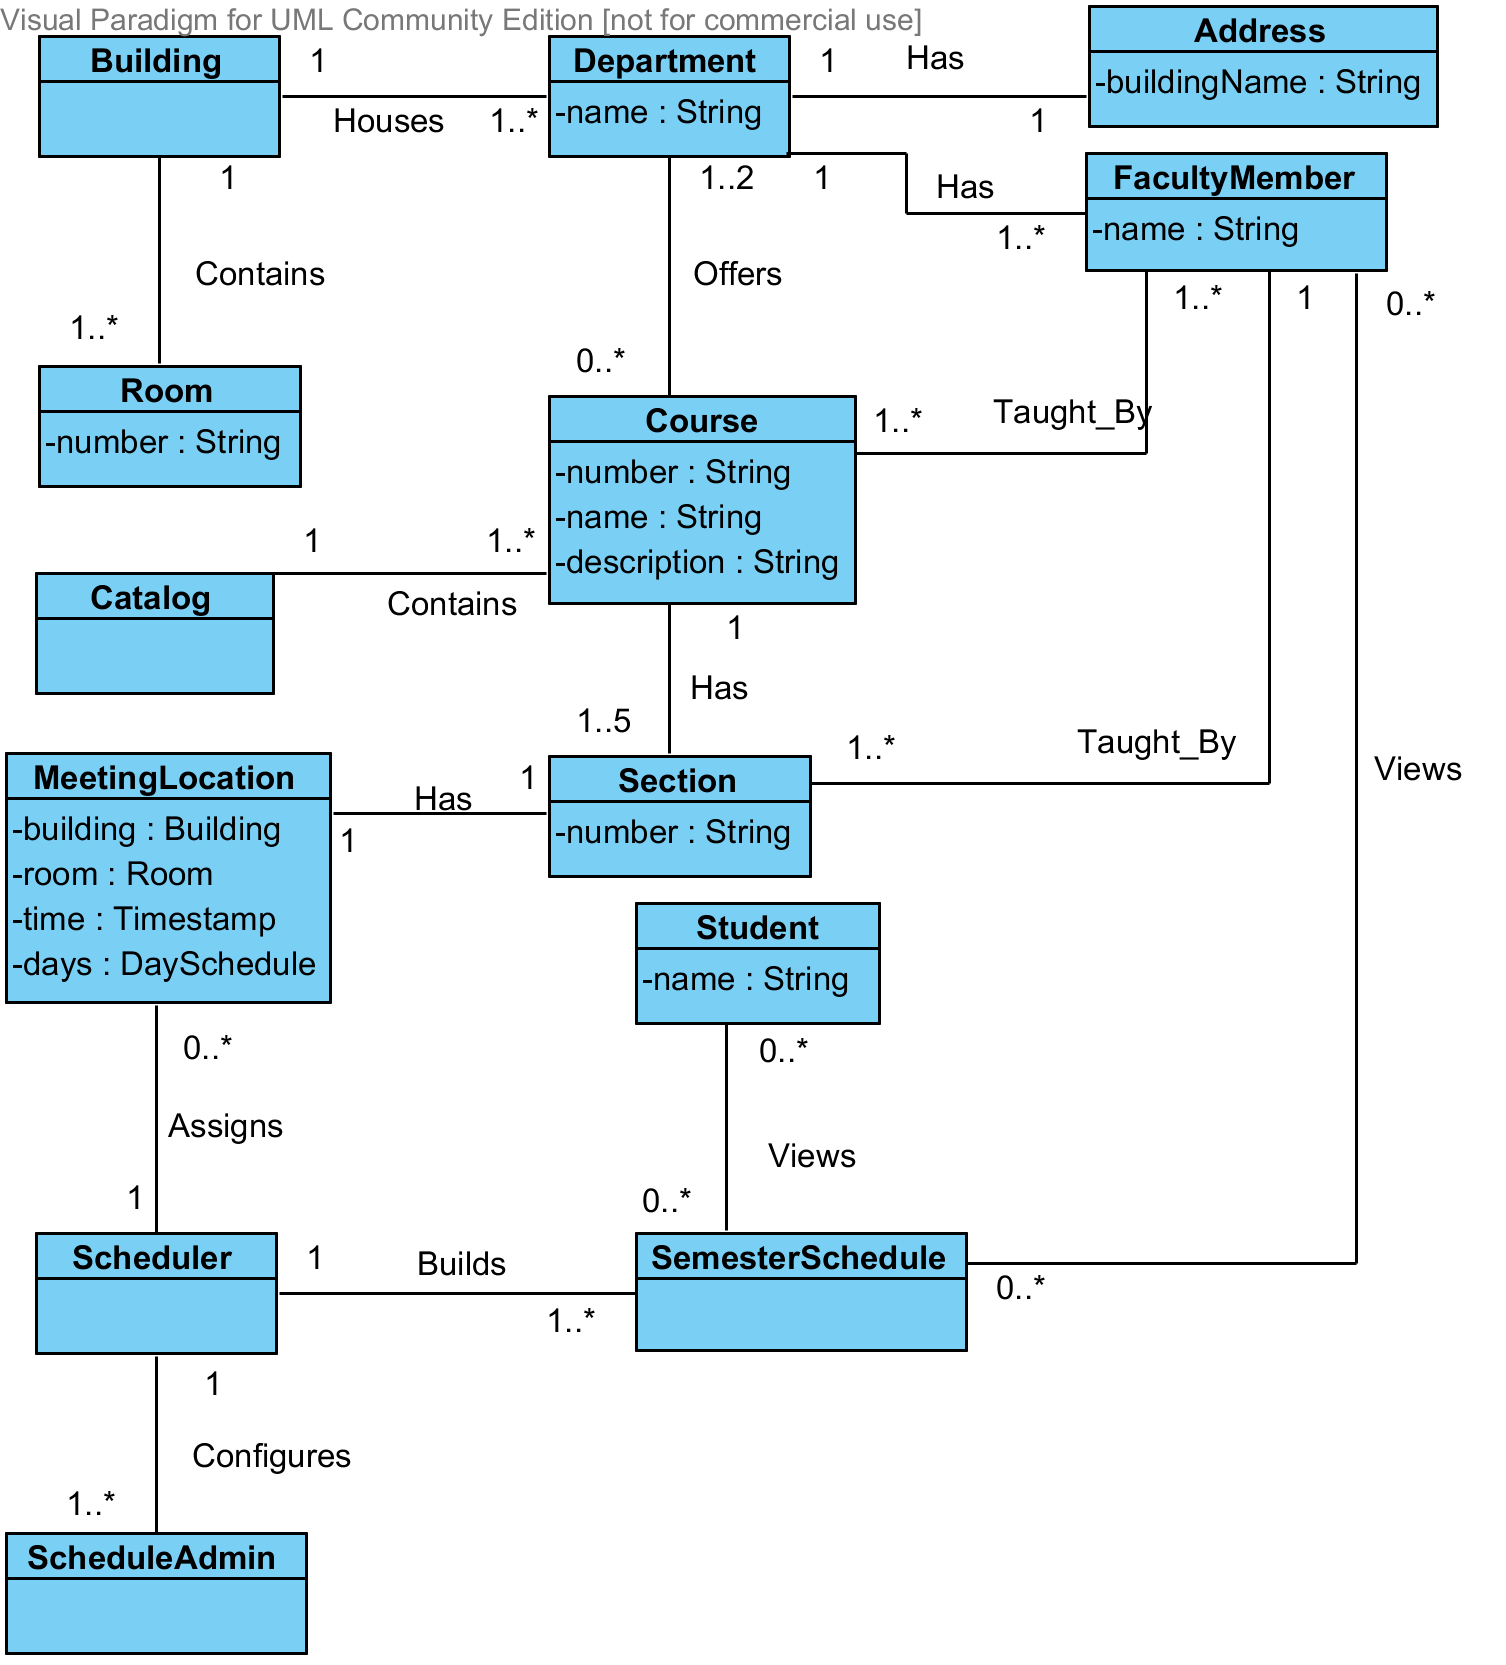 Visual Paradigm for UML Community Edition [not for commercial use]
Building
1
Houses
1..*
Department
-name : String
1
Has
1
Address
-buildingName : String
1
Contains
1..*
1..2
Offers
0..*
1
Has
1..*
FacultyMember
-name : String
1..*
1
0..*
Room
-number : String
Course
-number : String
-name : String
-description : String
1..*
Taught_By
1
1..*
Contains
Catalog
1
Has
1..5
1..*
Taught_By
Views
MeetingLocation
-building : Building
-room : Room
-time : Timestamp
-days : DaySchedule
Has
1
1
Section
-number : String
Student
-name : String
0..*
Views
0..*
0..*
Assigns
1
Scheduler
1
Builds
1..*
SemesterSchedule
0..*
1
Configures
1..*
ScheduleAdmin